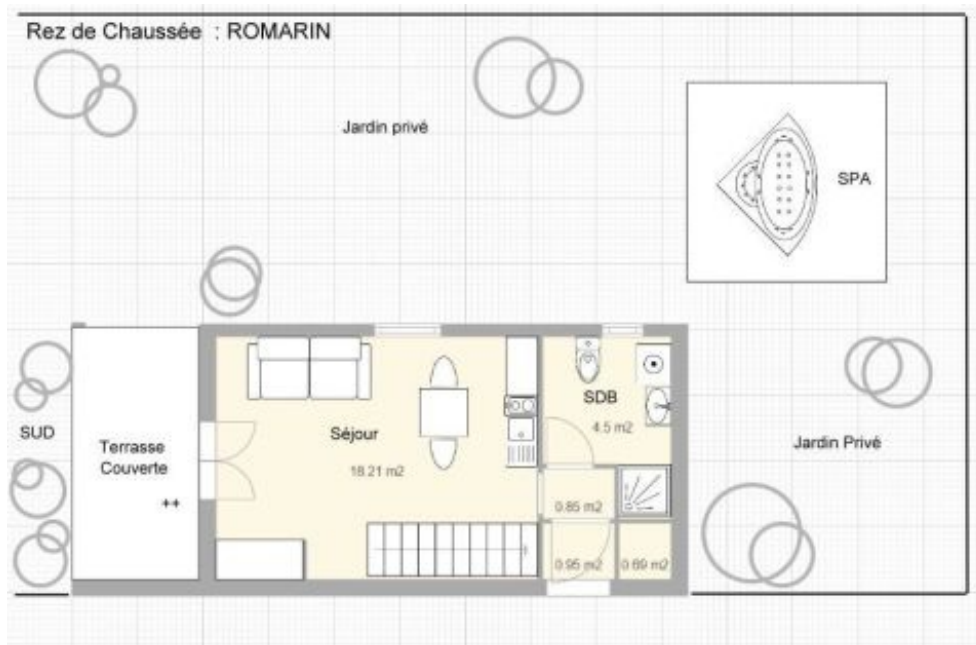 Rez de Chaussée : ROMARIN
Jardin privé
SPA
SUD
Terrasse
Couverte
++
Séjour
18.21 m2
SDB
4.5 m2
Jardin Privé
0.85 m2
0.95 m2
0.69 m2